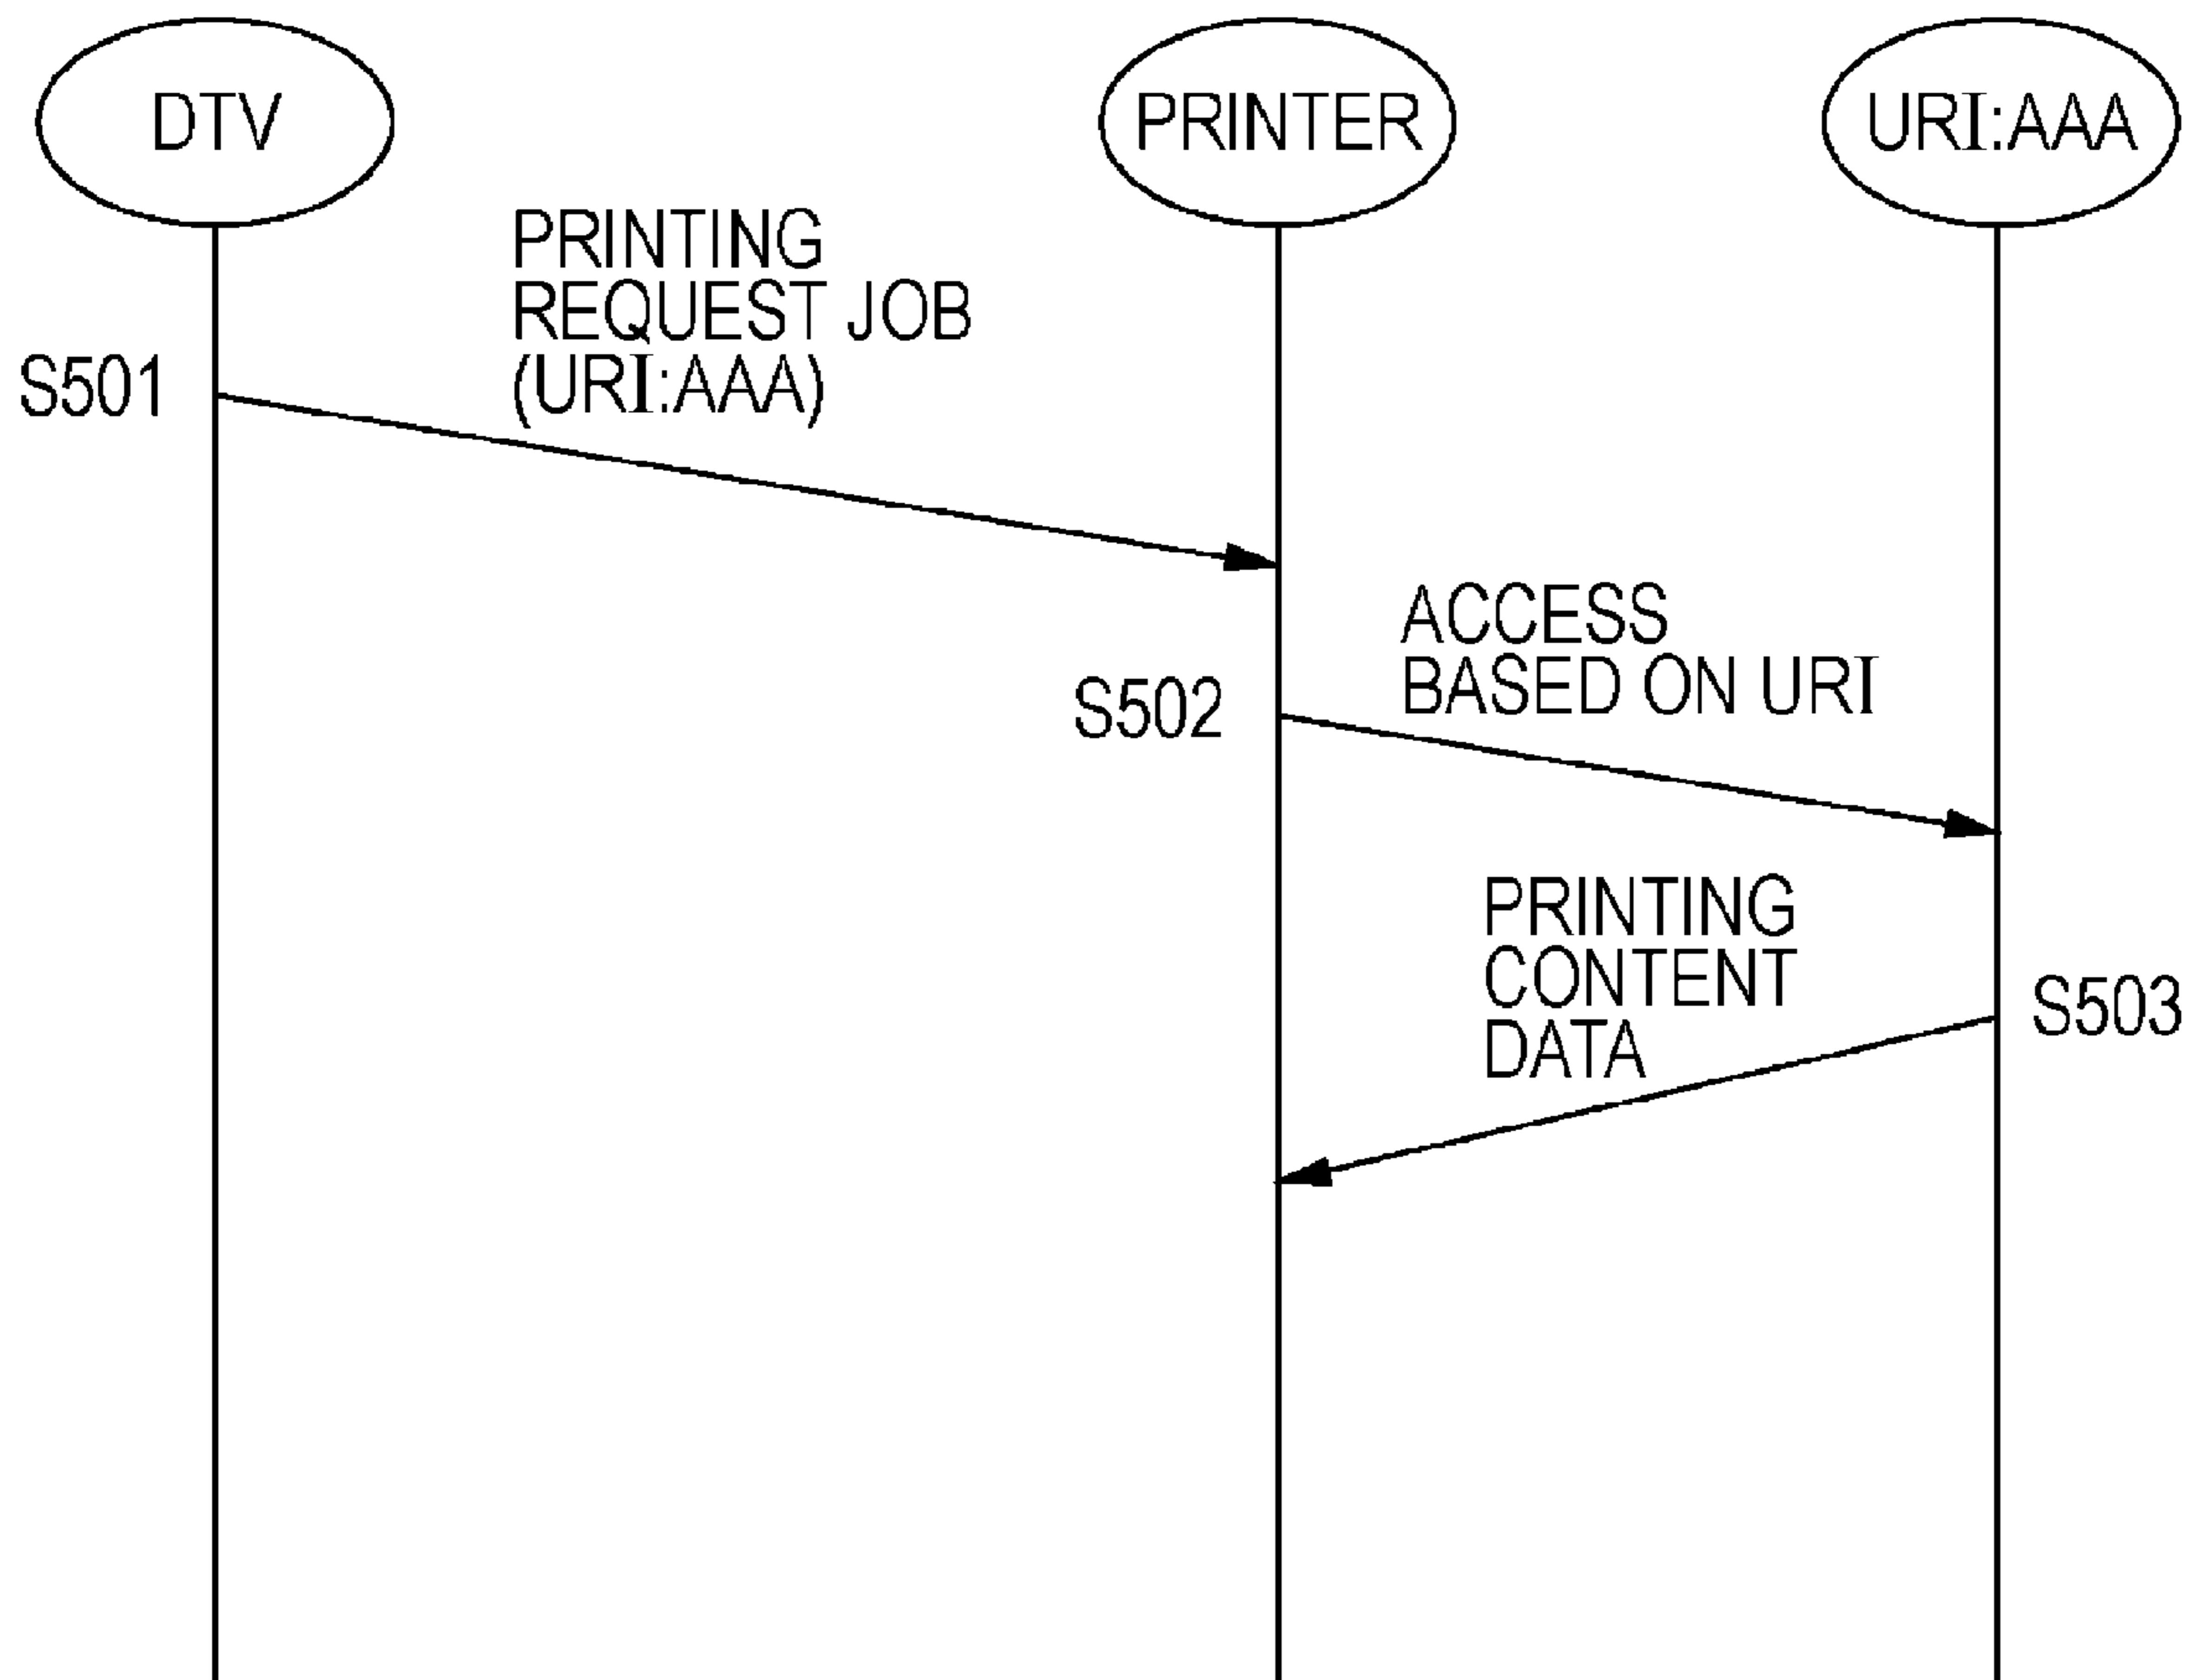 DTV
PRINTER
URI:AAA
PRINTING
REQUEST JOB
(URI:AAA)
S501
ACCESS
BASED ON URI
S502
PRINTING
CONTENT
DATA
S503